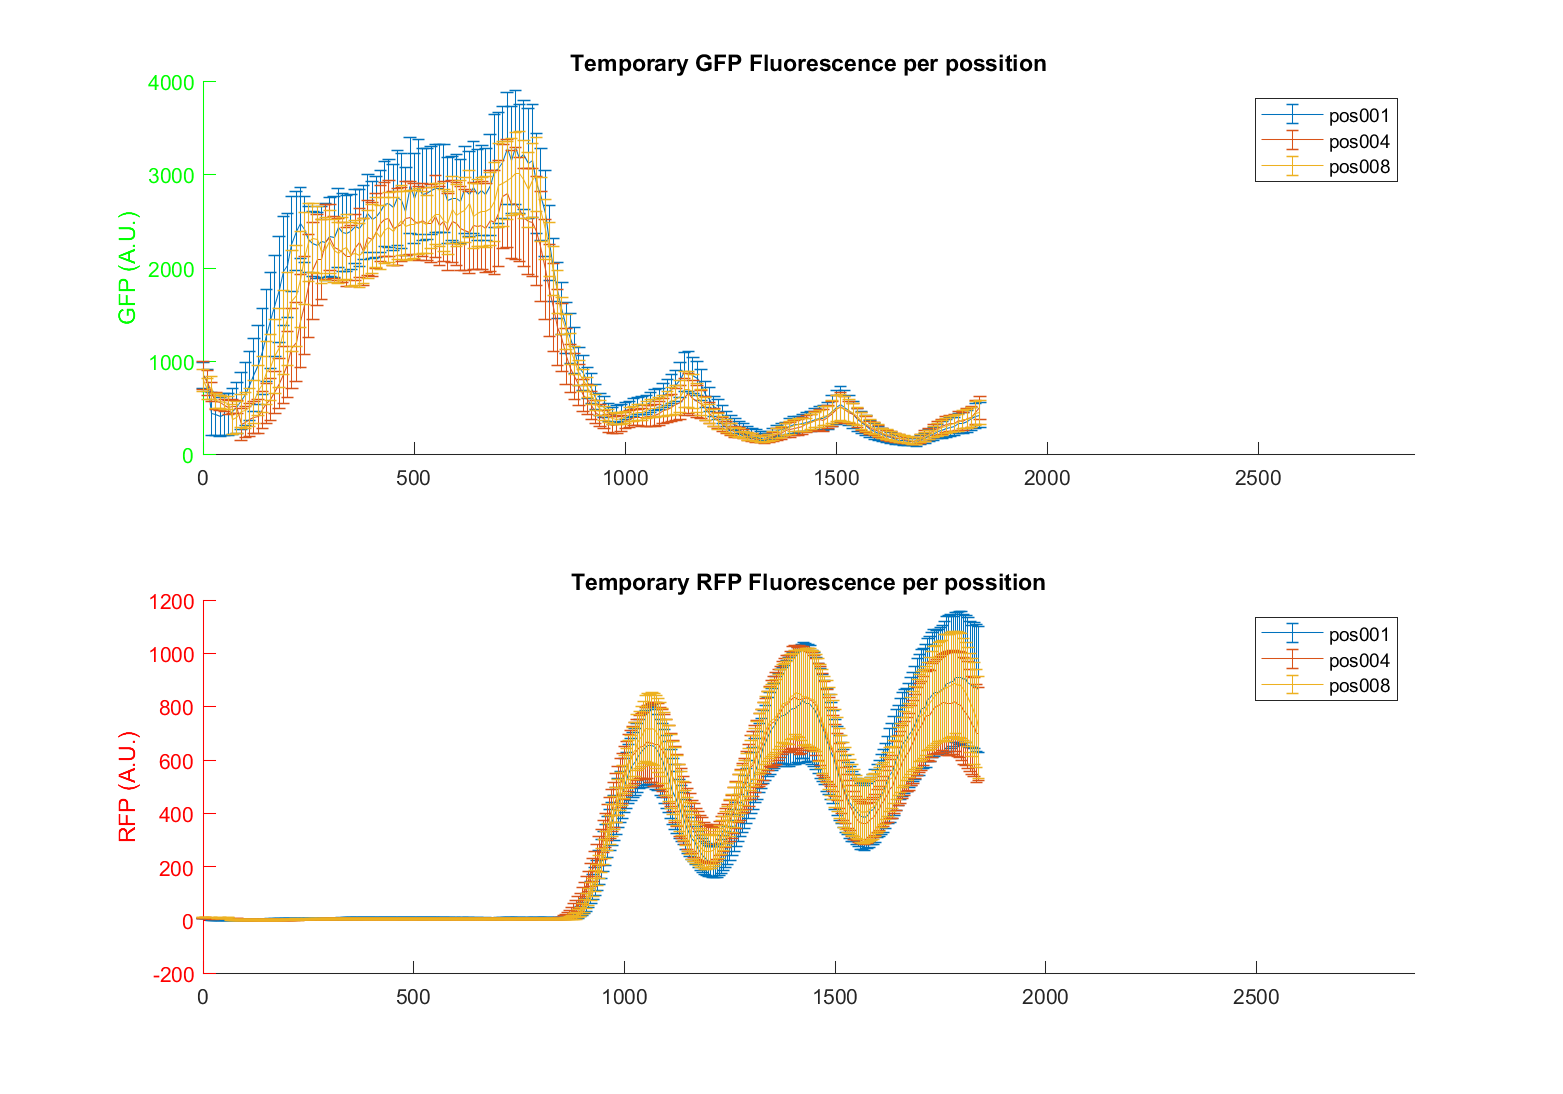 Temporary GFP Fluorescence per possition
4000
3000
2000
1000
0
GFP (A.U.)
0 500 1000 1500 2000 2500
pos001
pos004
pos008
Temporary RFP Fluorescence per possition
1200
1000
800
600
400
200
0
-200
RFP (A.U.)
0 500 1000 1500 2000 2500
pos001
pos004
pos008